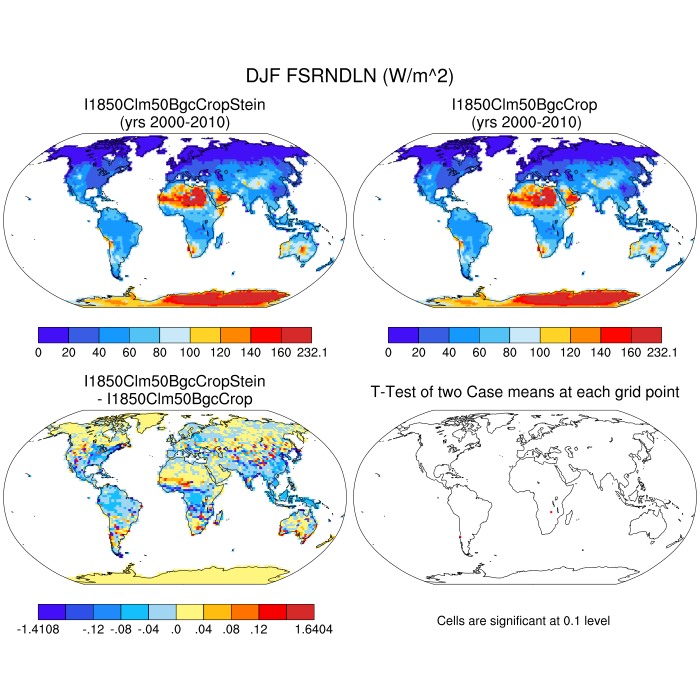 DJF FSRNDLN (W/m^2)
I1850Clm50BgcCropStein
(yrs 2000-2010)
I1850Clm50BgcCrop
(yrs 2000-2010)
0 20 40 60 80 100 120 140 160 232.1
0 20 40 60 80 100 120 140 160 232.1
I1850Clm50BgcCropStein
- I1850Clm50BgcCrop
T-Test of two Case means at each grid point
-1.4108 -.12 -.08 -.04 .0 .04 .08 .12 1.6404
Cells are significant at 0.1 level